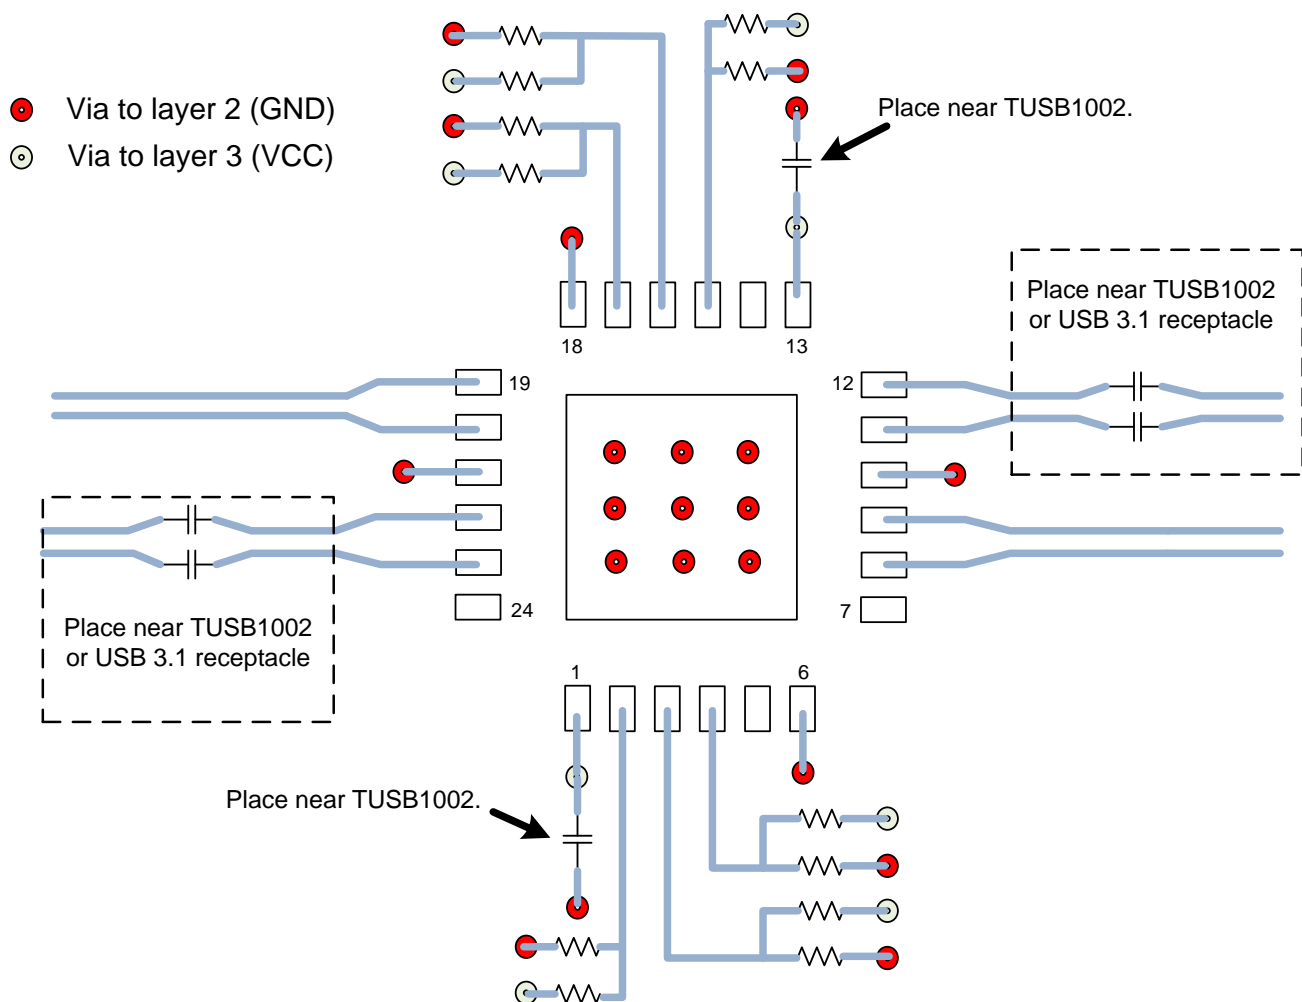 Via to layer 2 (GND)
Via to layer 3 (VCC)
Place near TUSB1002.
Place near TUSB1002
or USB 3.1 receptacle
18
13
19
12
24
7
Place near TUSB1002
or USB 3.1 receptacle
1
6
Place near TUSB1002.